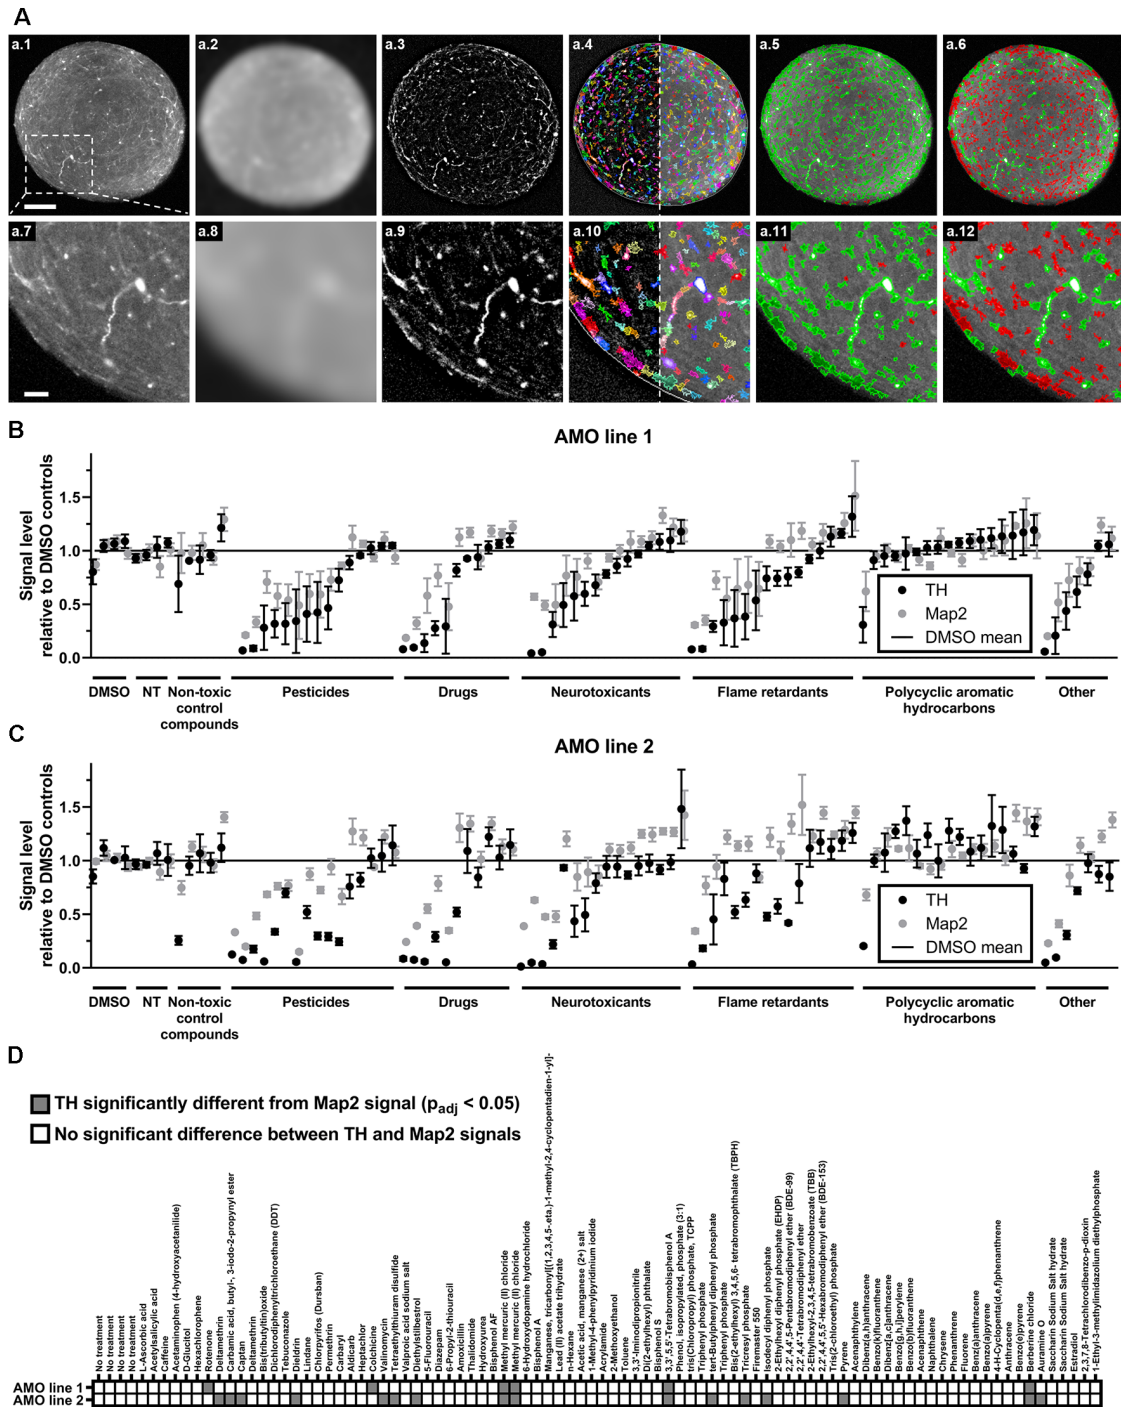 A
a.1
a.2
a.3
a.4
a.5
a.6
a.7
a.8
a.9
a.10
a.11
a.12
B
AMO line 1
Signal level
relative to DMSO controls
1.5
1.0
0.5
0.0
TH
Map2
DMSO mean
DMSO
NT
Non-toxic
control
compounds
Pesticides
Drugs
Neurotoxicants
Flame retardants
Polycyclic aromatic
hydrocarbons
Other
C
AMO line 2
Signal level
relative to DMSO controls
1.5
1.0
0.5
0.0
TH
Map2
DMSO mean
DMSO
NT
Non-toxic
control
compounds
Pesticides
Drugs
Neurotoxicants
Flame retardants
Polycyclic aromatic
hydrocarbons
Other
D
TH significantly different from Map2 signal (padj < 0.05)
No significant difference between TH and Map2 signals
No treatment
No treatment
No treatment
No treatment
L-Ascorbic acid
Acetylsalicylic acid
Caffeine
Acetaminophen (4-hydroxyacetanilide)
D-Glucitol
Hexachlorophene
Rotenone
Deltamethrin
Carbamic acid, butyl-, 3-iodo-2-propynyl ester
Captan
Deltamethrin
Bis(tributyltin)oxide
Dichlorodiphenyltrichloroethane (DDT)
Tebuconazole
Dieldrin
Lindane
Chlorpyrifos (Dursban)
Permethrin
Carbaryl
Aldicarb
Heptachlor
Colchicine
Valinomycin
Tetraethylthiuram disulfide
Valproic acid sodium salt
Diethylstilbestrol
5-Fluorouracil
Diazepam
6-Propyl-2-thiouracil
Amoxicillin
Thalidomide
Hydroxyurea
Bisphenol AF
Methyl mercuric (II) chloride
Methyl mercuric (II) chloride
6-Hydroxydopamine hydrochloride
Bisphenol A
Manganese, tricarbonyl[(1,2,3,4,5-.eta.)-1-methyl-2,4-cyclopentadien-1-yl]-
Lead (II) acetate trihydrate
n-Hexane
Acetic acid, manganese (2+) salt
1-Methyl-4-phenylpyridinium iodide
Acrylamide
2-Methoxyethanol
Toluene
3,3'-Iminodipropionitrile
Di(2-ethylhexyl) phthalate
Bisphenol S
3,3',5,5'-Tetrabromobisphenol A
Phenol, isopropylated, phosphate (3:1)
tris(Chloropropyl) phosphate, TCPP
Triphenyl phosphate
tert-Butylphenyl diphenyl phosphate
Triphenyl phosphate
Bis(2-ethylhexyl) 3,4,5,6- tetrabromophthalate (TBPH)
Tricresyl phosphate
Firemaster 550
Isodecyl diphenyl phosphate
2-Ethylhexyl diphenyl phosphate (EHDP)
2,2',4,4',5-Pentabromodiphenyl ether (BDE-99)
2,2',4,4'-Tetrabromodiphenyl ether
2-Ethylhexyl-2,3,4,5-tetrabromobenzoate (TBB)
2,2',4,4',5,5'-Hexabromodiphenyl ether (BDE-153)
Tris(2-chloroethyl) phosphate
Pyrene
Acenaphthylene
Dibenz(a,h)anthracene
Benzo(k)fluoranthene
Dibenz[a,c]anthracene
Benzo[g,h,i]perylene
Benzo(b)fluoranthene
Acenaphthene
Naphthalene
Chrysene
Phenanthrene
Fluorene
Benz(a)anthracene
Benzo(a)pyrene
4-H-Cyclopenta(d,e,f)phenanthrene
Anthracene
Benzo(e)pyrene
Berberine chloride
Auramine O
Saccharin Sodium Salt hydrate
Saccharin Sodium Salt hydrate
Estradiol
2,3,7,8-Tetrachlorodibenzo-p-dioxin
1-Ethyl-3-methylimidazolium diethylphosphate
AMO line 1
AMO line 2